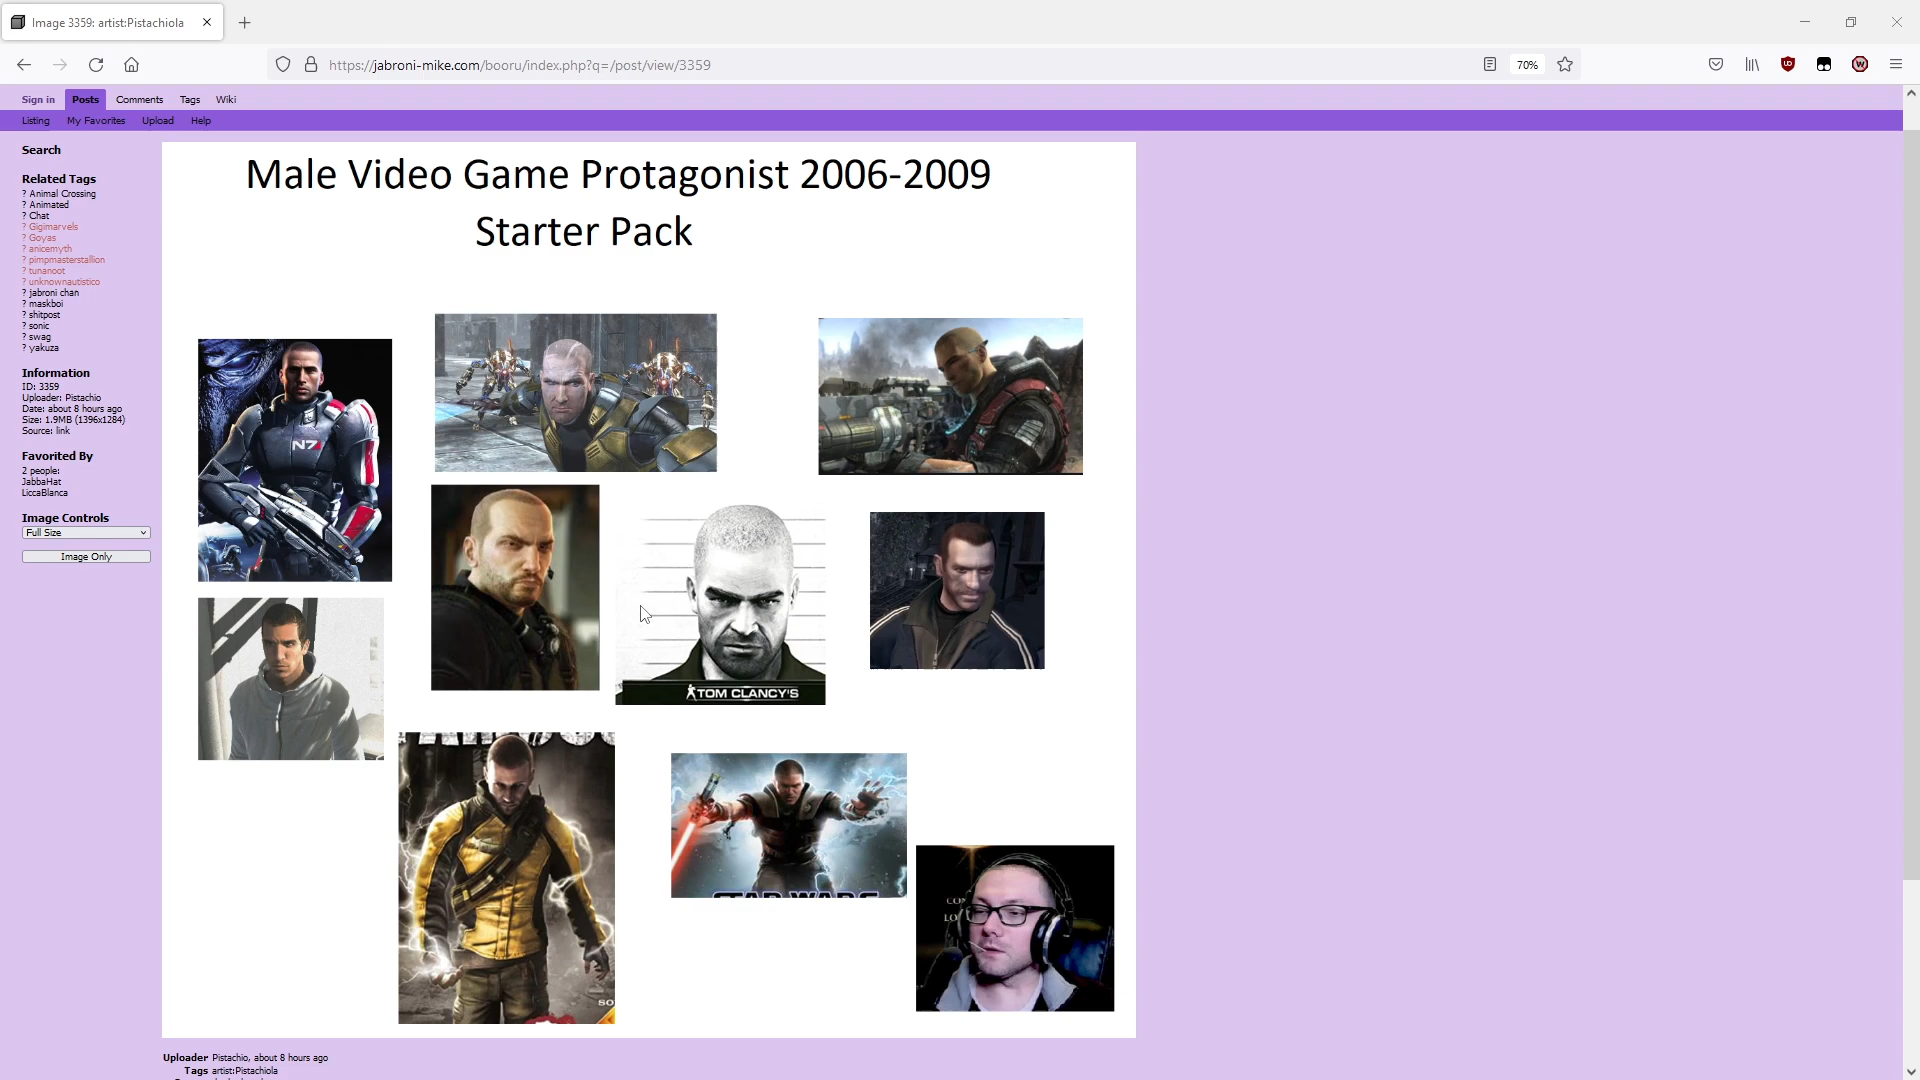 Image 3359: artist:Pistachiola
https://jabroni-mike.com/booru/index.php?q=/post/view/3359
70%
Sign in Posts Comments Tags Wiki
Listing My Favorites Upload Help
Search
Related Tags
? Animal Crossing
? Animated
? Chat
? Gigimarvels
? Goyas
? anicemyth
? pimpmasterstallion
? tunanoot
? unknownautistico
? jabroni chan
? maskboi
? shitpost
? sonic
? swag
? yakuza
Information
ID: 3359
Uploader: Pistachio
Date: about 8 hours ago
Size: 1.9MB (1396x1284)
Source: link
Favorited By
2 people:
JabbaHat
LiccaBlanca
Image Controls
Full Size
Image Only
Male Video Game Protagonist 2006-2009
Starter Pack
N7
TOM CLANCY'S
STAR WARS
Uploader Pistachio, about 8 hours ago
Tags artist:Pistachiola